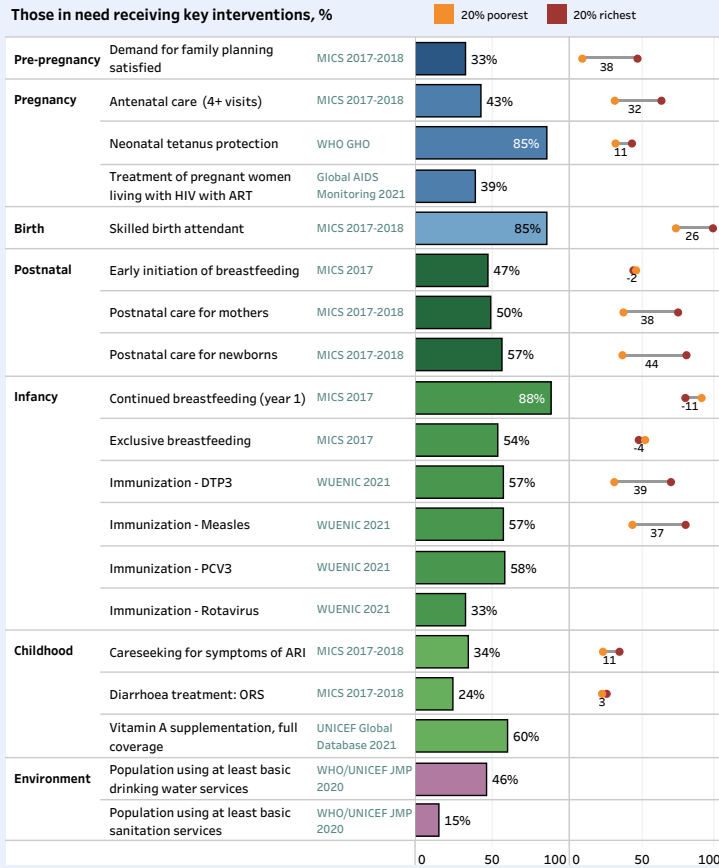 Those in need receiving key interventions, %
20% poorest
20% richest
Pre-pregnancy
Demand for family planning
satisfied
MICS 2017-2018
33%
38
Pregnancy
Antenatal care (4+ visits)
MICS 2017-2018
43%
32
Neonatal tetanus protection
WHO GHO
85%
11
Treatment of pregnant women
living with HIV with ART
Global AIDS
Monitoring 2021
39%
Birth
Skilled birth attendant
MICS 2017-2018
85%
26
Postnatal
Early initiation of breastfeeding
MICS 2017
47%
-2
Postnatal care for mothers
MICS 2017-2018
50%
38
Postnatal care for newborns
MICS 2017-2018
57%
44
Infancy
Continued breastfeeding (year 1)
MICS 2017
88%
-11
Exclusive breastfeeding
MICS 2017
54%
-4
Immunization - DTP3
WUENIC 2021
57%
39
Immunization - Measles
WUENIC 2021
57%
37
Immunization - PCV3
WUENIC 2021
58%
Immunization - Rotavirus
WUENIC 2021
33%
Childhood
Careseeking for symptoms of ARI
MICS 2017-2018
34%
11
Diarrhoea treatment: ORS
MICS 2017-2018
24%
3
Vitamin A supplementation, full
coverage
UNICEF Global
Database 2021
60%
Environment
Population using at least basic
drinking water services
WHO/UNICEF JMP
2020
46%
Population using at least basic
sanitation services
WHO/UNICEF JMP
2020
15%
0 50 100 0 50 100